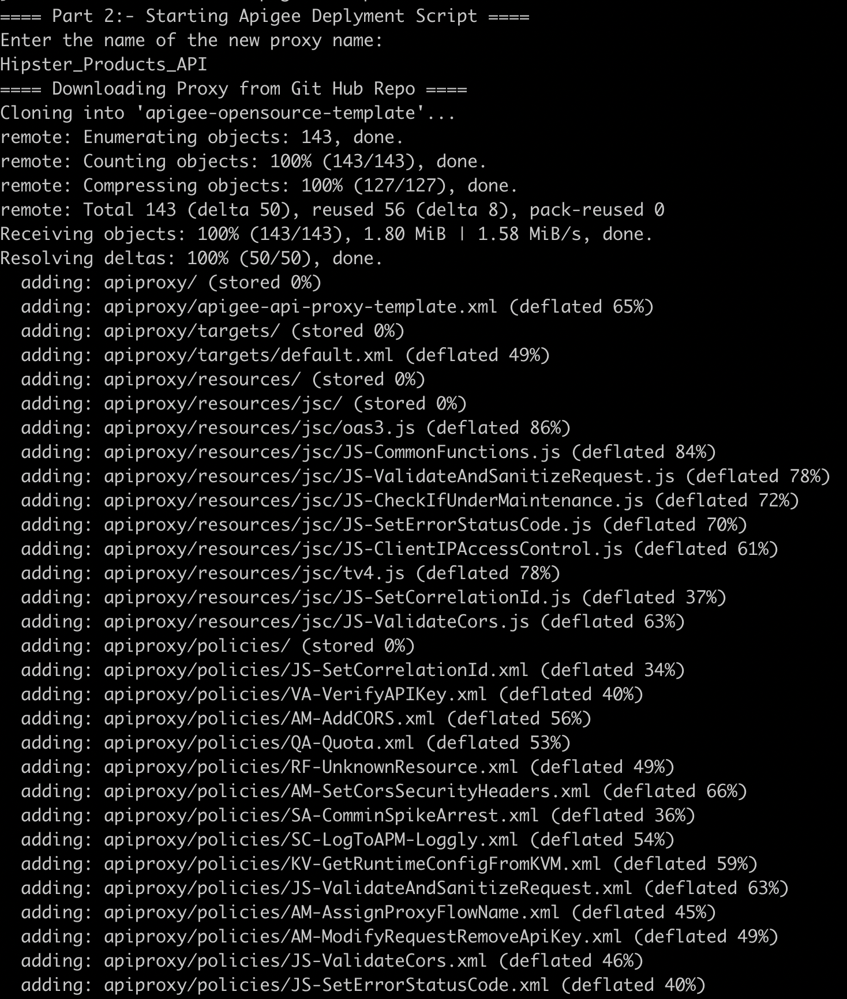 ==== Part 2:- Starting Apigee Deplyment Script ====
Enter the name of the new proxy name:
Hipster_Products_API
==== Downloading Proxy from Git Hub Repo ====
Cloning into 'apigee-opensource-template'...
remote: Enumerating objects: 143, done.
remote: Counting objects: 100% (143/143), done.
remote: Compressing objects: 100% (127/127), done.
remote: Total 143 (delta 50), reused 56 (delta 8), pack-reused 0
Receiving objects: 100% (143/143), 1.80 MiB | 1.58 MiB/s, done.
Resolving deltas: 100% (50/50), done.
  adding: apiproxy/ (stored 0%)
  adding: apiproxy/apigee-api-proxy-template.xml (deflated 65%)
  adding: apiproxy/targets/ (stored 0%)
  adding: apiproxy/targets/default.xml (deflated 49%)
  adding: apiproxy/resources/ (stored 0%)
  adding: apiproxy/resources/jsc/ (stored 0%)
  adding: apiproxy/resources/jsc/oas3.js (deflated 86%)
  adding: apiproxy/resources/jsc/JS-CommonFunctions.js (deflated 84%)
  adding: apiproxy/resources/jsc/JS-ValidateAndSanitizeRequest.js (deflated 78%)
  adding: apiproxy/resources/jsc/JS-CheckIfUnderMaintenance.js (deflated 72%)
  adding: apiproxy/resources/jsc/JS-SetErrorStatusCode.js (deflated 70%)
  adding: apiproxy/resources/jsc/JS-ClientIPAccessControl.js (deflated 61%)
  adding: apiproxy/resources/jsc/tv4.js (deflated 78%)
  adding: apiproxy/resources/jsc/JS-SetCorrelationId.js (deflated 37%)
  adding: apiproxy/resources/jsc/JS-ValidateCors.js (deflated 63%)
  adding: apiproxy/policies/ (stored 0%)
  adding: apiproxy/policies/JS-SetCorrelationId.xml (deflated 34%)
  adding: apiproxy/policies/VA-VerifyAPIKey.xml (deflated 40%)
  adding: apiproxy/policies/AM-AddCORS.xml (deflated 56%)
  adding: apiproxy/policies/QA-Quota.xml (deflated 53%)
  adding: apiproxy/policies/RF-UnknownResource.xml (deflated 49%)
  adding: apiproxy/policies/AM-SetCorsSecurityHeaders.xml (deflated 66%)
  adding: apiproxy/policies/SA-ComminSpikeArrest.xml (deflated 36%)
  adding: apiproxy/policies/SC-LogToAPM-Loggly.xml (deflated 54%)
  adding: apiproxy/policies/KV-GetRuntimeConfigFromKVM.xml (deflated 59%)
  adding: apiproxy/policies/JS-ValidateAndSanitizeRequest.xml (deflated 63%)
  adding: apiproxy/policies/AM-AssignProxyFlowName.xml (deflated 45%)
  adding: apiproxy/policies/AM-ModifyRequestRemoveApiKey.xml (deflated 49%)
  adding: apiproxy/policies/JS-ValidateCors.xml (deflated 46%)
  adding: apiproxy/policies/JS-SetErrorStatusCode.xml (deflated 40%)